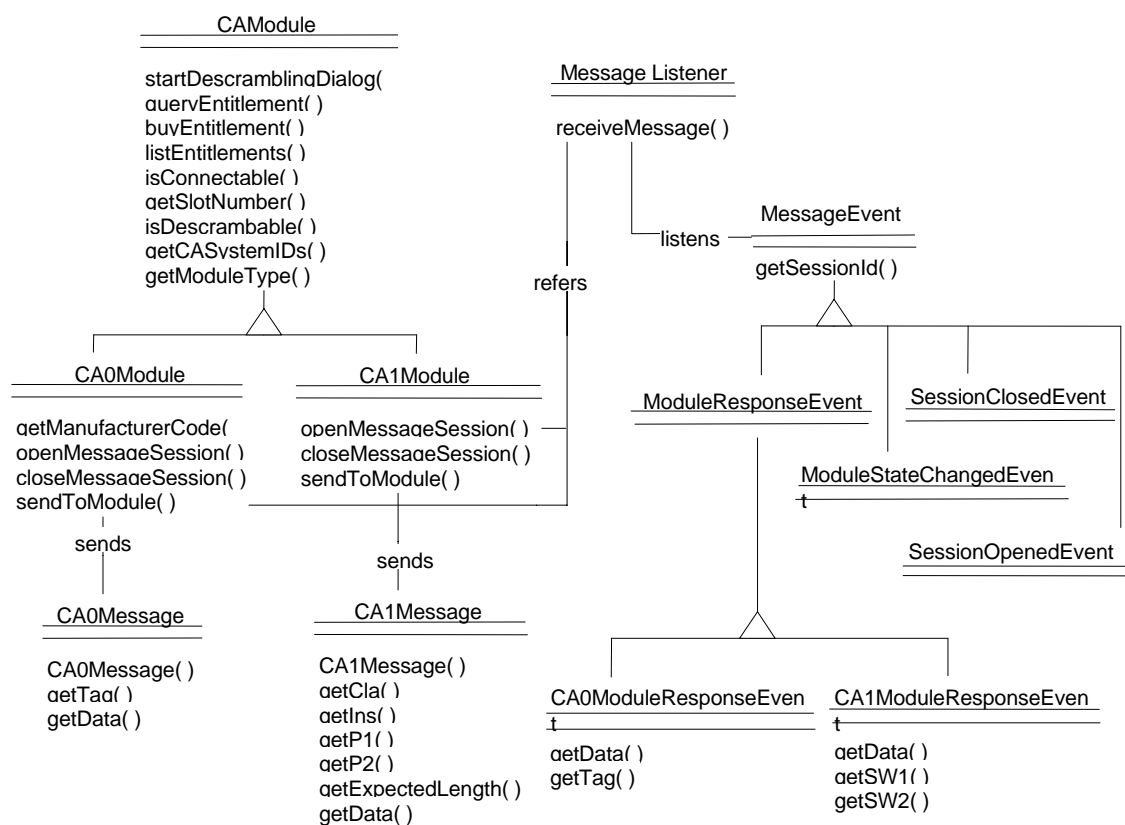 CAModule
startDescramblingDialog(
queryEntitlement( )
buyEntitlement( )
listEntitlements( )
isConnectable( )
getSlotNumber( )
isDescrambable( )
getCASystemIDs( )
getModuleType( )
Message Listener
receiveMessage( )
MessageEvent
getSessionId( )
listens
refers
CA0Module
getManufacturerCode(
openMessageSession( )
closeMessageSession( )
sendToModule( )
CA1Module
openMessageSession( )
closeMessageSession( )
sendToModule( )
ModuleResponseEvent
SessionClosedEvent
ModuleStateChangedEven
t
SessionOpenedEvent
sends
sends
CA0Message
CA0Message( )
getTag( )
getData( )
CA1Message
CA1Message( )
getCla( )
getIns( )
getP1( )
getP2( )
getExpectedLength( )
getData( )
CA0ModuleResponseEven
t
getData( )
getTag( )
CA1ModuleResponseEven
t
getData( )
getSW1( )
getSW2( )